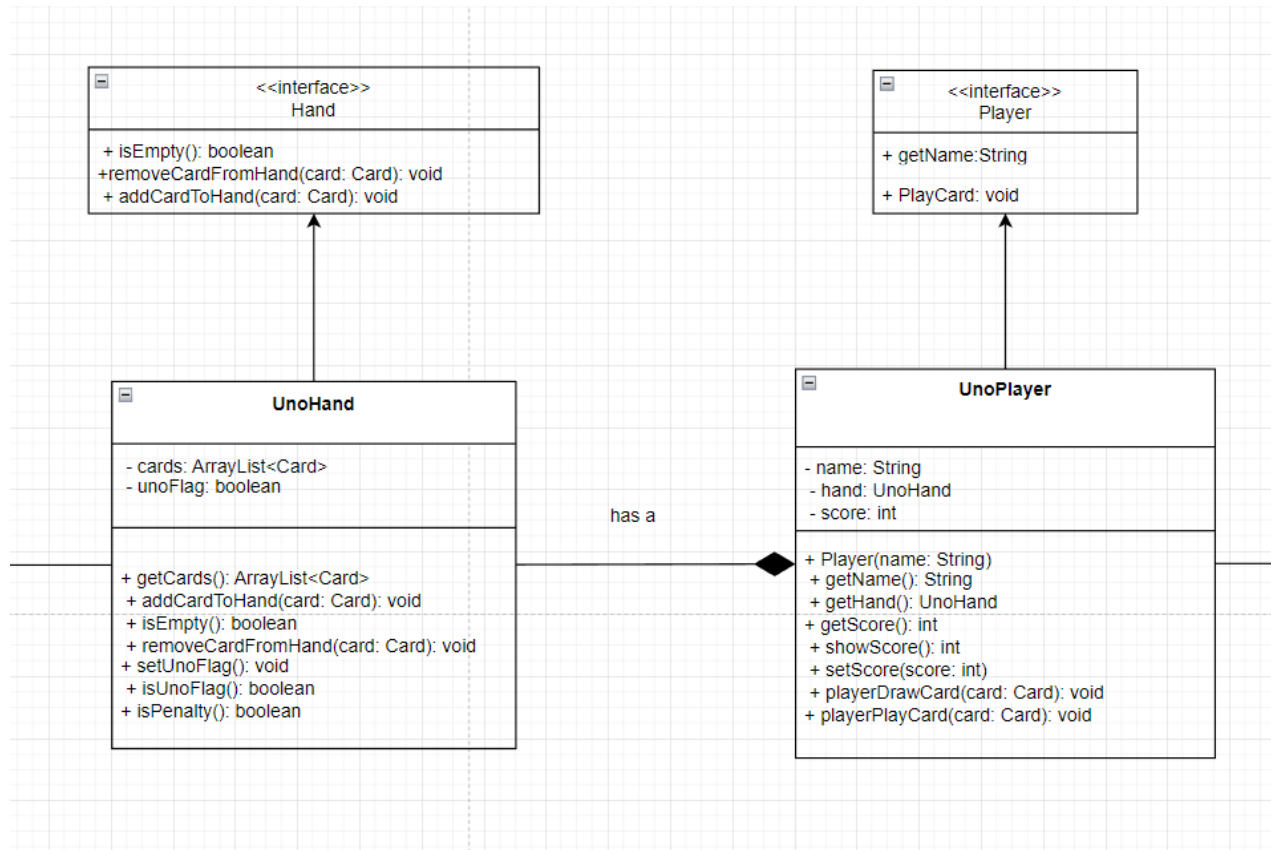 <<interface>>
Hand
+ isEmpty(): boolean
+removeCardFromHand(card: Card): void
+ addCardToHand(card: Card): void
<<interface>>
Player
+ getName:String
+ PlayCard: void
UnoHand
- cards: ArrayList<Card>
- unoFlag: boolean
+ getCards(): ArrayList<Card>
+ addCardToHand(card: Card): void
+ isEmpty(): boolean
+ removeCardFromHand(card: Card): void
+ setUnoFlag(): void
+ isUnoFlag(): boolean
+ isPenalty(): boolean
has a
UnoPlayer
- name: String
- hand: UnoHand
- score: int
+ Player(name: String)
+ getName(): String
+ getHand(): UnoHand
+ getScore(): int
+ showScore(): int
+ setScore(score: int)
+ playerDrawCard(card: Card): void
+ playerPlayCard(card: Card): void